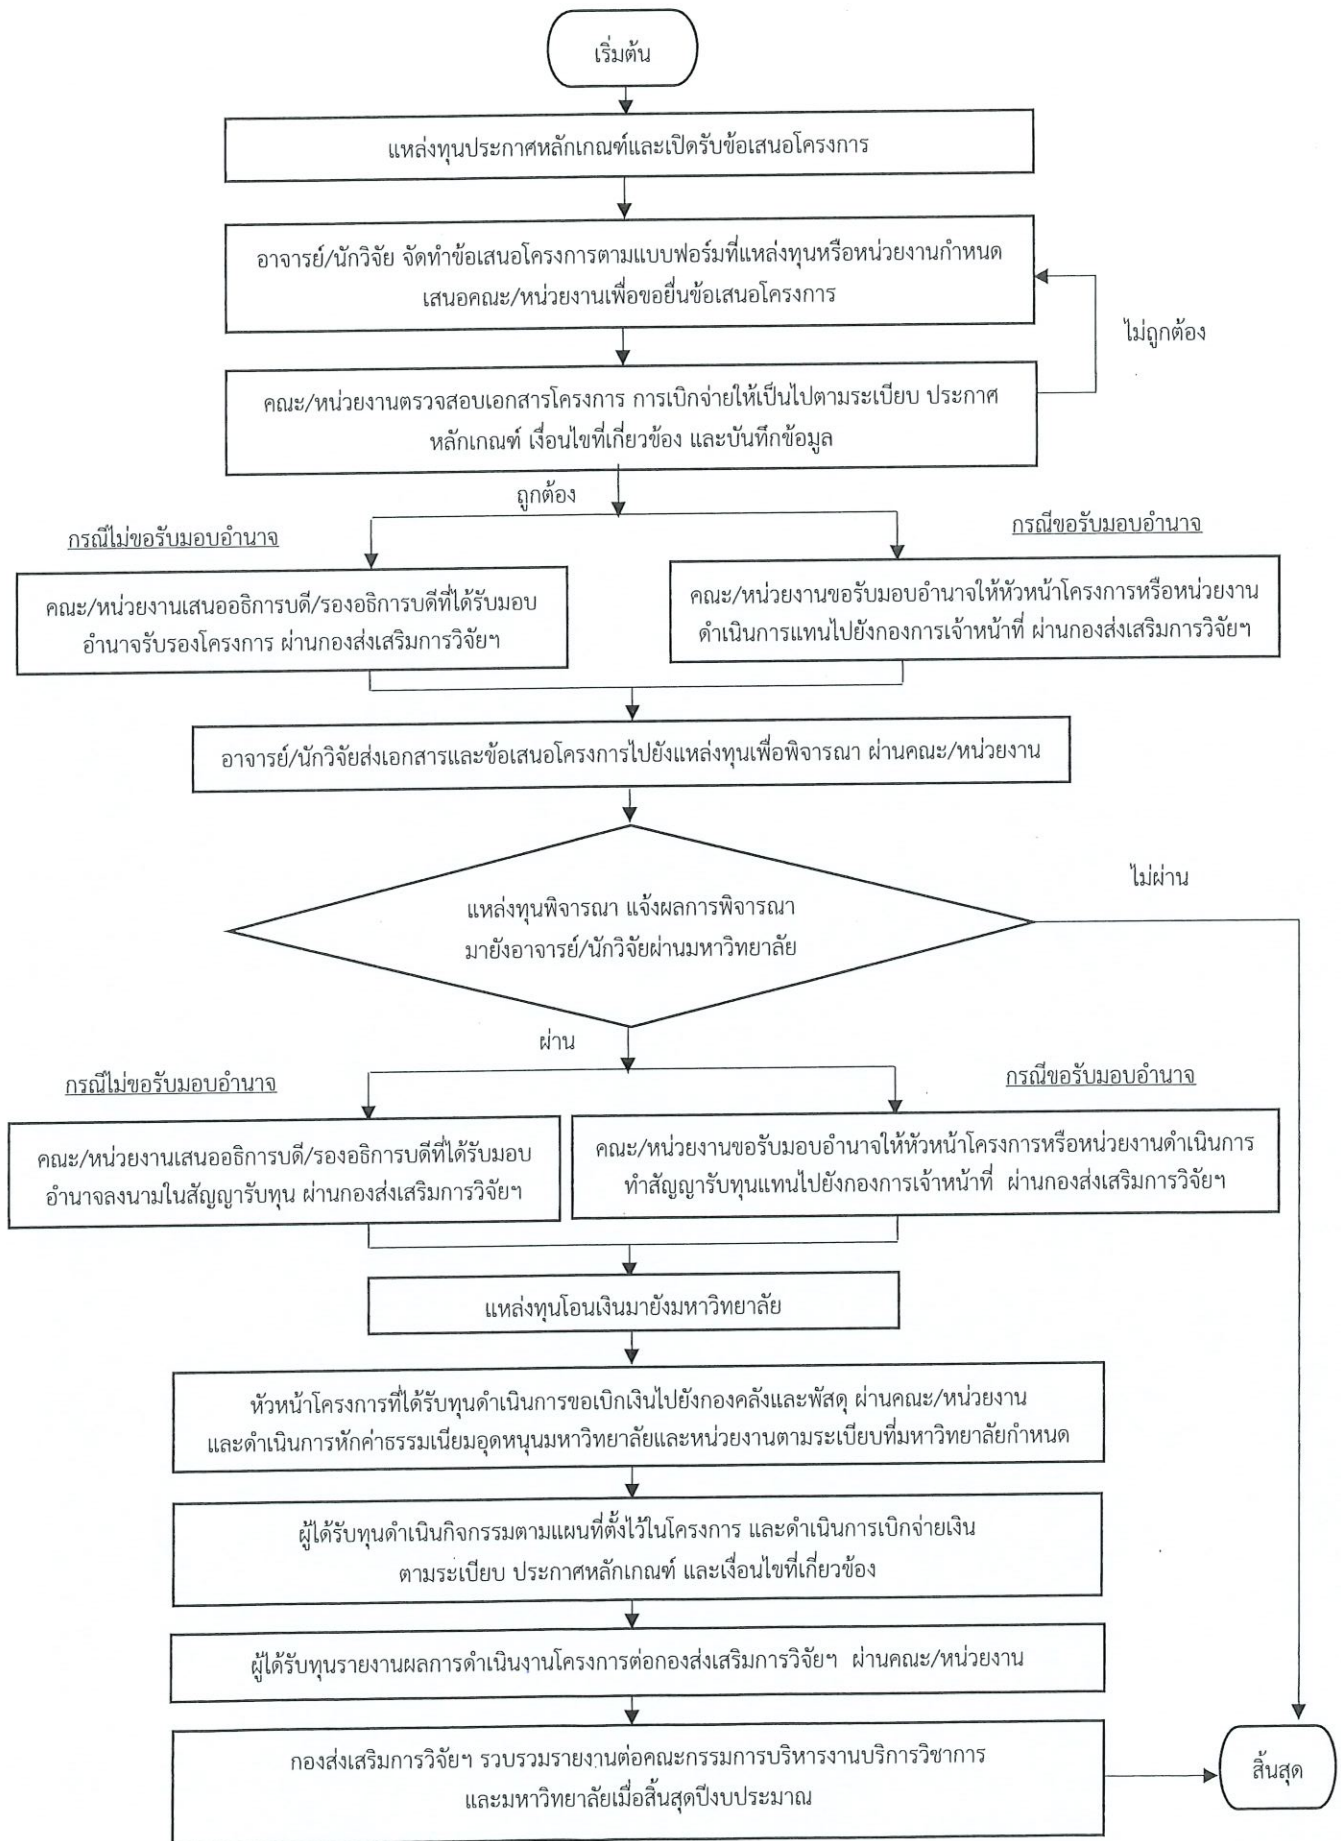 เริ่มต้น
แหล่งทุนประกาศหลักเกณฑ์และเปิดรับข้อเสนอโครงการ
อาจารย์/นักวิจัย จัดทำข้อเสนอโครงการตามแบบฟอร์มที่แหล่งทุนหรือหน่วยงานกำหนด
เสนอคณะ/หน่วยงานเพื่อขอยื่นข้อเสนอโครงการ
ไม่ถูกต้อง
คณะ/หน่วยงานตรวจสอบเอกสารโครงการ การเบิกจ่ายให้เป็นไปตามระเบียบ ประกาศ
หลักเกณฑ์ เงื่อนไขที่เกี่ยวข้อง และบันทึกข้อมูล
ถูกต้อง
กรณีไม่ขอรับมอบอำนาจ
กรณีขอรับมอบอำนาจ
คณะ/หน่วยงานเสนออธิการบดี/รองอธิการบดีที่ได้รับมอบ
อำนาจรับรองโครงการ ผ่านกองส่งเสริมการวิจัยฯ
คณะ/หน่วยงานขอรับมอบอำนาจให้หัวหน้าโครงการหรือหน่วยงาน
ดำเนินการแทนไปยังกองการเจ้าหน้าที่ ผ่านกองส่งเสริมการวิจัยฯ
อาจารย์/นักวิจัยส่งเอกสารและข้อเสนอโครงการไปยังแหล่งทุนเพื่อพิจารณา ผ่านคณะ/หน่วยงาน
แหล่งทุนพิจารณา แจ้งผลการพิจารณา
มายังอาจารย์/นักวิจัยผ่านมหาวิทยาลัย
ไม่ผ่าน
ผ่าน
กรณีไม่ขอรับมอบอำนาจ
กรณีขอรับมอบอำนาจ
คณะ/หน่วยงานเสนออธิการบดี/รองอธิการบดีที่ได้รับมอบ
อำนาจลงนามในสัญญารับทุน ผ่านกองส่งเสริมการวิจัยฯ
คณะ/หน่วยงานขอรับมอบอำนาจให้หัวหน้าโครงการหรือหน่วยงานดำเนินการ
ทำสัญญารับทุนแทนไปยังกองการเจ้าหน้าที่ ผ่านกองส่งเสริมการวิจัยฯ
แหล่งทุนโอนเงินมายังมหาวิทยาลัย
หัวหน้าโครงการที่ได้รับทุนดำเนินการขอเบิกเงินไปยังกองคลังและพัสดุ ผ่านคณะ/หน่วยงาน
และดำเนินการหักค่าธรรมเนียมอุดหนุนมหาวิทยาลัยและหน่วยงานตามระเบียบที่มหาวิทยาลัยกำหนด
ผู้ได้รับทุนดำเนินกิจกรรมตามแผนที่ตั้งไว้ในโครงการ และดำเนินการเบิกจ่ายเงิน
ตามระเบียบ ประกาศหลักเกณฑ์ และเงื่อนไขที่เกี่ยวข้อง
ผู้ได้รับทุนรายงานผลการดำเนินงานโครงการต่อกองส่งเสริมการวิจัยฯ ผ่านคณะ/หน่วยงาน
กองส่งเสริมการวิจัยฯ รวบรวมรายงานต่อคณะกรรมการบริหารงานบริการวิชาการ
และมหาวิทยาลัยเมื่อสิ้นสุดปีงบประมาณ
สิ้นสุด